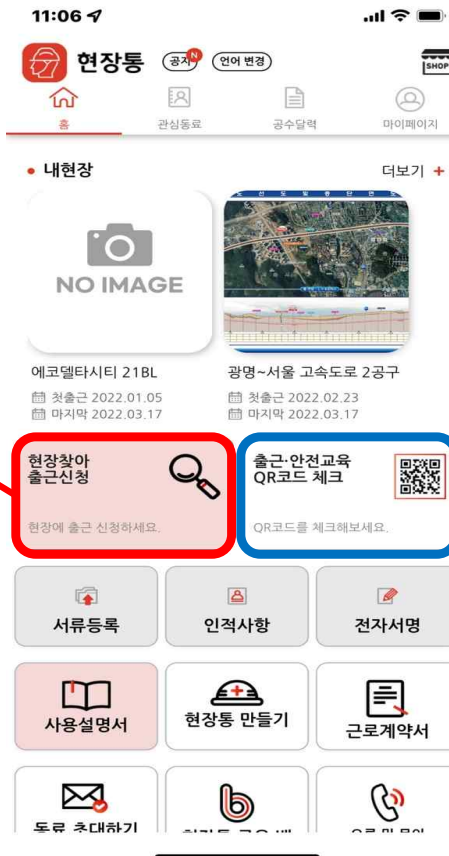 11:06
현장통
공지
N
언어 변경
SHOP
홈
관심동료
공수달력
마이페이지
내현장
더보기 +
NO IMAGE
에코델타시티 21BL
첫출근 2022.01.05
마지막 2022.03.17
광명~서울 고속도로 2공구
첫출근 2022.02.23
마지막 2022.03.17
현장찾아
출근신청
현장에 출근 신청하세요.
출근·안전교육
QR코드 체크
QR코드를 체크해보세요.
서류등록
인적사항
전자서명
사용설명서
현장통 만들기
근로계약서
동료 초대하기